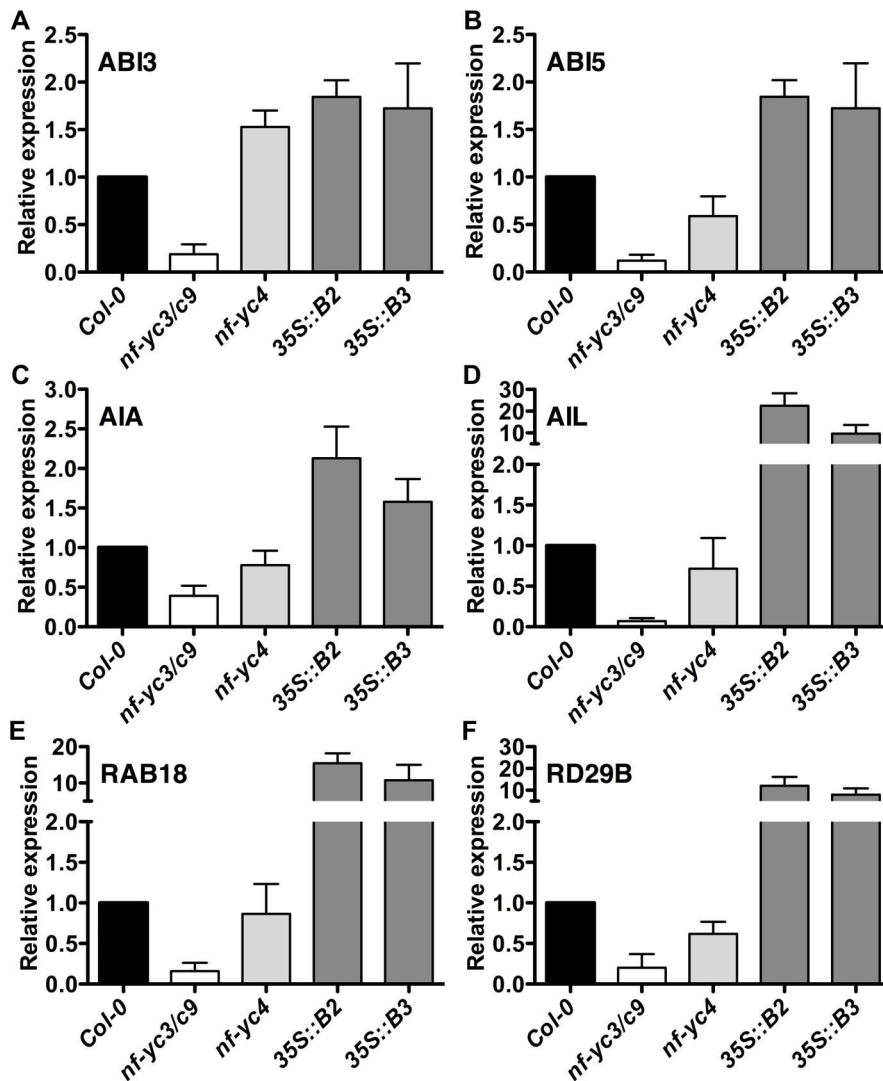 A
ABI3
Relative expression
2.5
2.0
1.5
1.0
0.5
0.0
Col-0
nf-yc3/c9
nf-yc4
35S::B2
35S::B3
B
ABI5
Relative expression
2.5
2.0
1.5
1.0
0.5
0.0
Col-0
nf-yc3/c9
nf-yc4
35S::B2
35S::B3
C
AIA
Relative expression
3.0
2.5
2.0
1.5
1.0
0.5
0.0
Col-0
nf-yc3/c9
nf-yc4
35S::B2
35S::B3
D
AIL
Relative expression
30
20
10
2.0
1.5
1.0
0.5
0.0
Col-0
nf-yc3/c9
nf-yc4
35S::B2
35S::B3
E
RAB18
Relative expression
20
10
2.0
1.5
1.0
0.5
0.0
Col-0
nf-yc3/c9
nf-yc4
35S::B2
35S::B3
F
RD29B
Relative expression
30
20
10
2.0
1.5
1.0
0.5
0.0
Col-0
nf-yc3/c9
nf-yc4
35S::B2
35S::B3